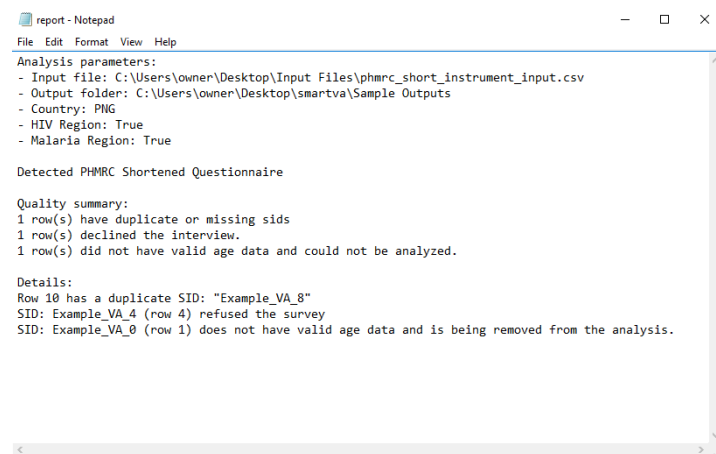 report - Notepad
File Edit Format View Help
Analysis parameters:
- Input file: C:\Users\owner\Desktop\Input Files\phmrc_short_instrument_input.csv
- Output folder: C:\Users\owner\Desktop\smartva\Sample Outputs
- Country: PNG
- HIV Region: True
- Malaria Region: True
Detected PHMRC Shortened Questionnaire
Quality summary:
1 row(s) have duplicate or missing sids
1 row(s) declined the interview.
1 row(s) did not have valid age data and could not be analyzed.
Details:
Row 10 has a duplicate SID: "Example_VA_8"
SID: Example_VA_4 (row 4) refused the survey
SID: Example_VA_0 (row 1) does not have valid age data and is being removed from the analysis.